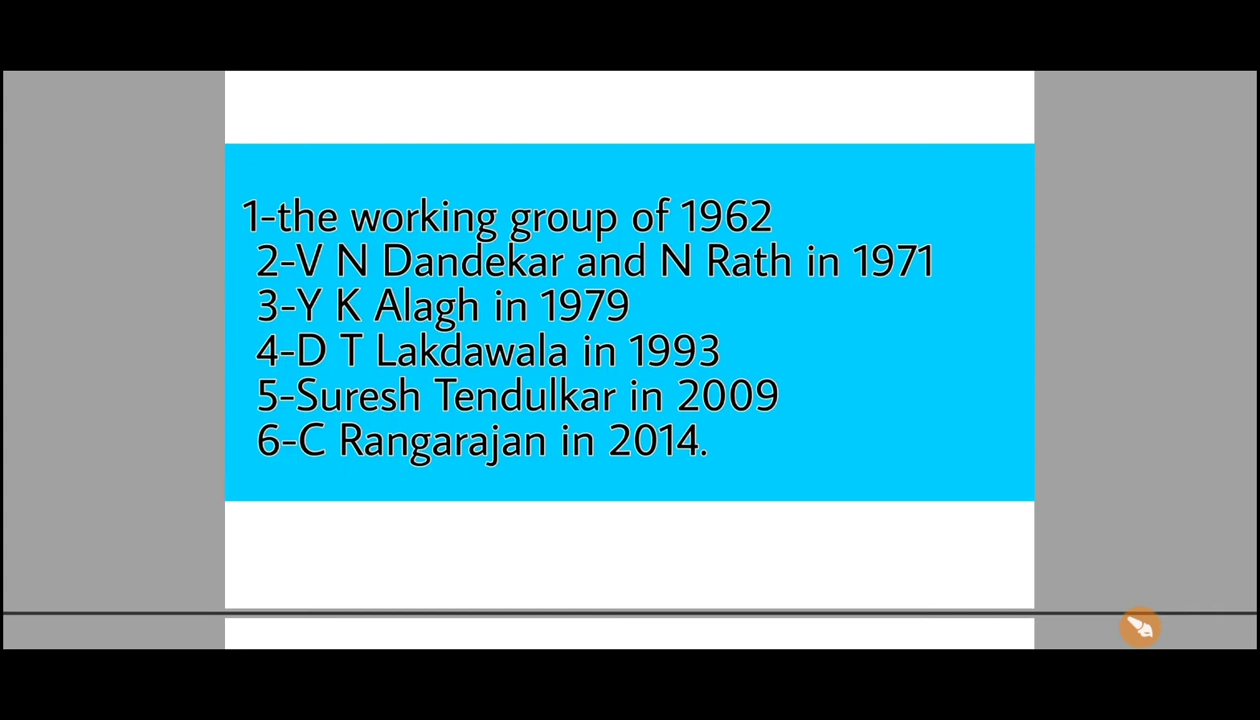 1-the working group of 1962
2-V N Dandekar and N Rath in 1971
3-Y K Alagh in 1979
4-D T Lakdawala in 1993
5-Suresh Tendulkar in 2009
6-C Rangarajan in 2014.